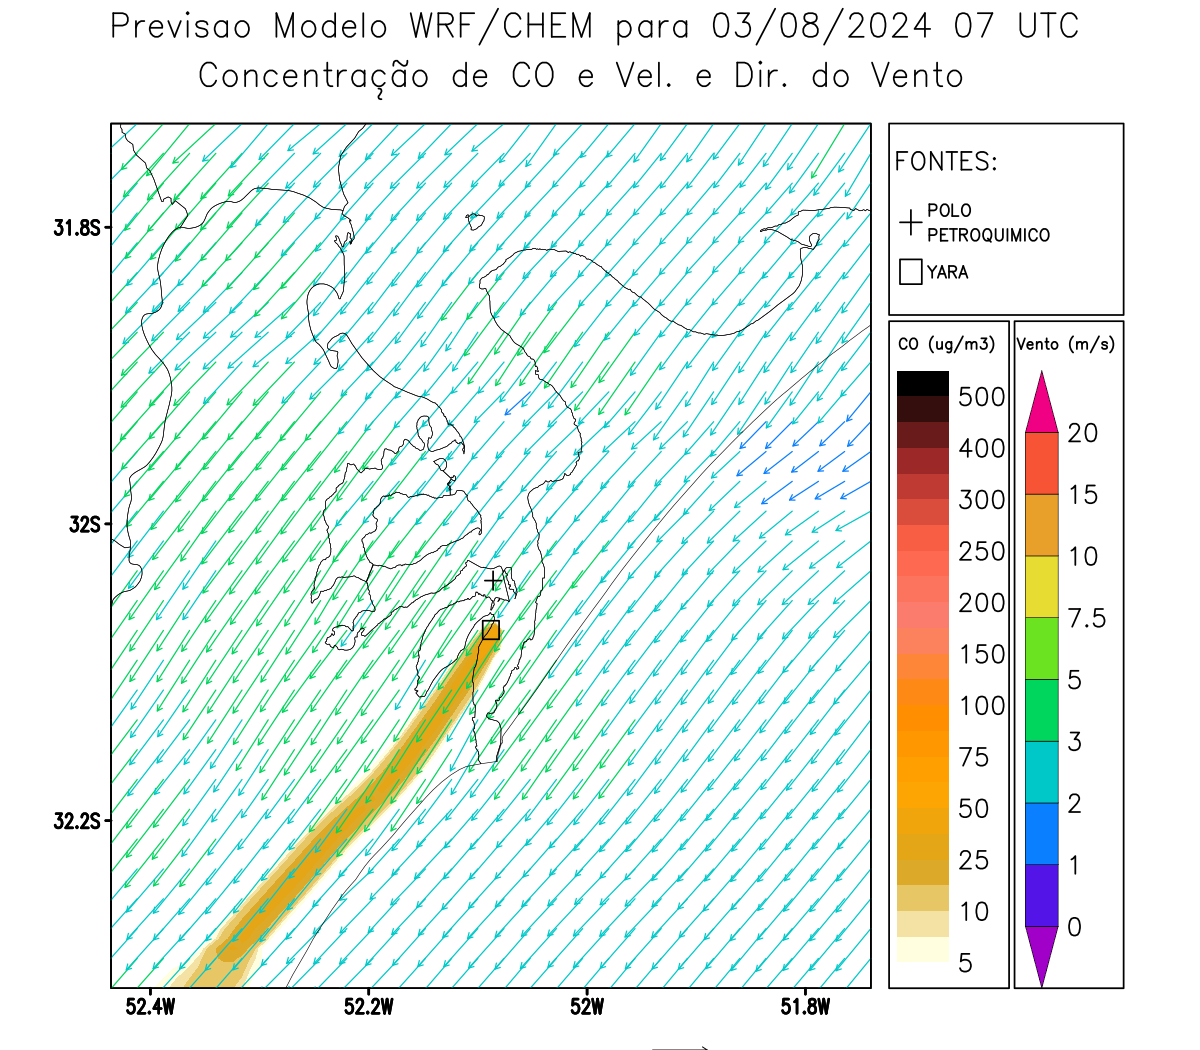 Previsao Modelo WRF/CHEM para 03/08/2024 07 UTC
Concentração de CO e Vel. e Dir. do Vento
FONTES:
POLO
PETROQUIMICO
YARA
31.8S
32S
32.2S
52.4W
52.2W
52W
51.8W
CO (ug/m3)
500
400
300
250
200
150
100
75
50
25
10
5
Vento (m/s)
20
15
10
7.5
5
3
2
1
0